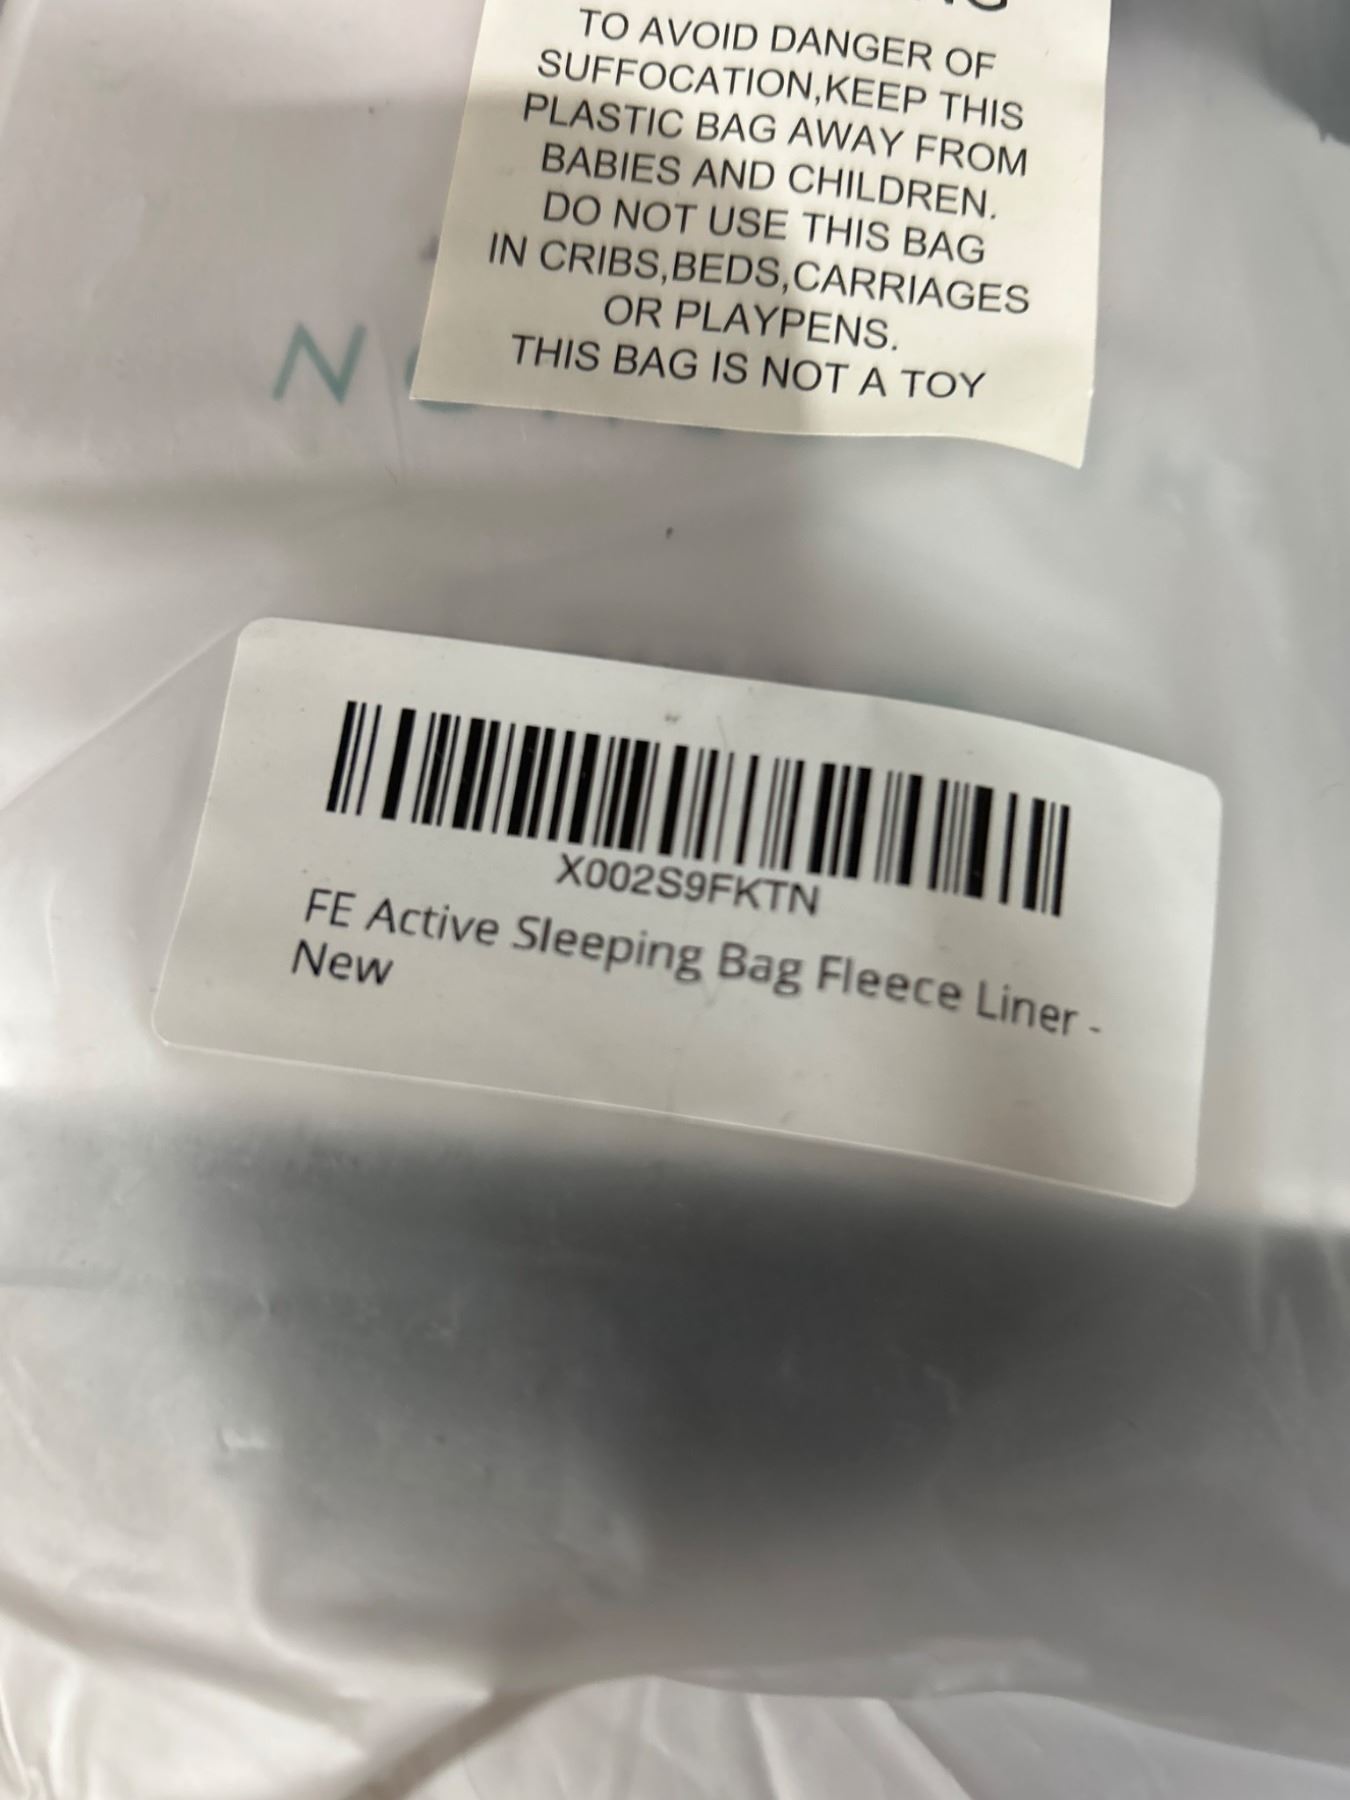 TO AVOID DANGER OF
SUFFOCATION,KEEP THIS
PLASTIC BAG AWAY FROM
BABIES AND CHILDREN.
DO NOT USE THIS BAG
IN CRIBS,BEDS,CARRIAGES
OR PLAYPENS.
THIS BAG IS NOT A TOY
X002S9FKTN
FE Active Sleeping Bag Fleece Liner -
New